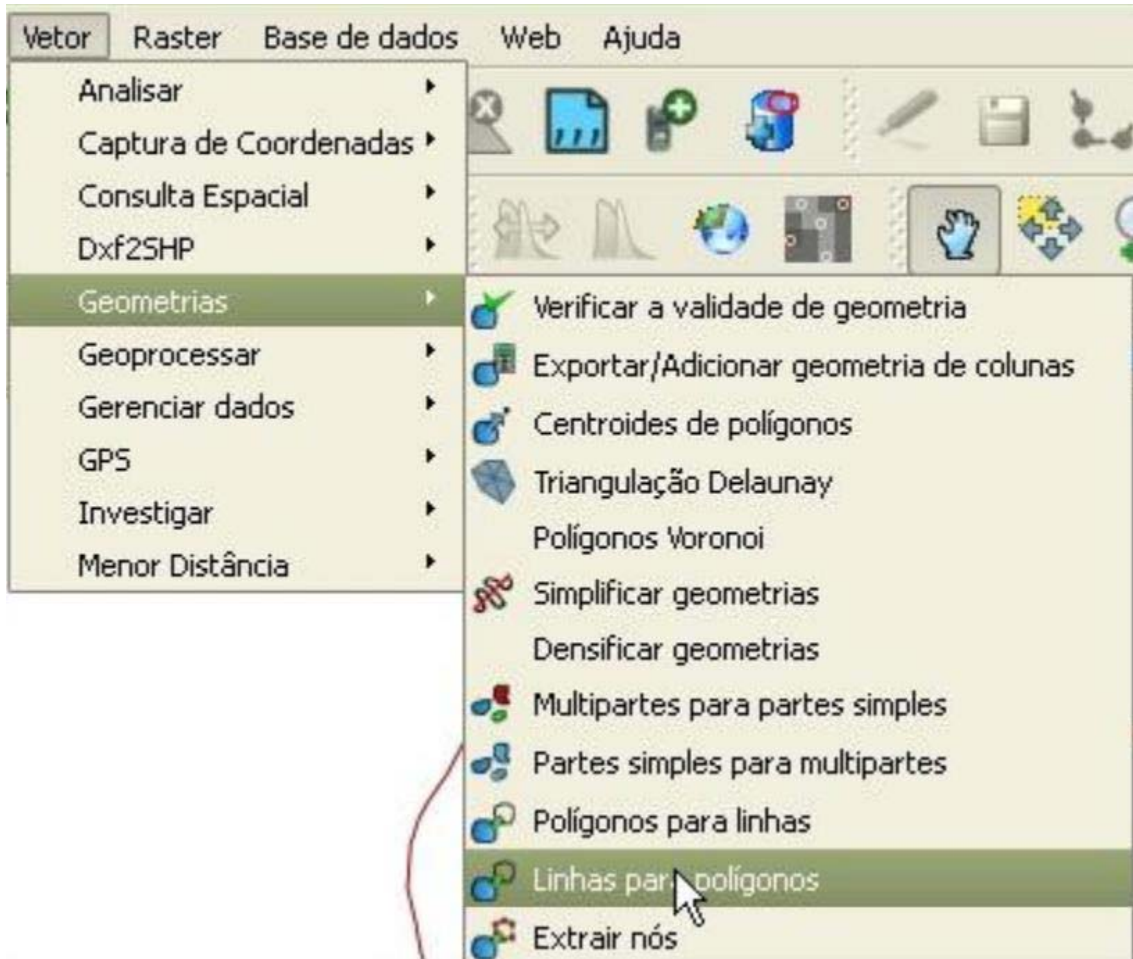 Vetor Raster Base de dados Web Ajuda
Analisar
Captura de Coordenadas
Consulta Espacial
Dxf2SHP
Geometrias
Geoprocessar
Gerenciar dados
GPS
Investigar
Menor Distância
Verificar a validade de geometria
Exportar/Adicionar geometria de colunas
Centroides de polígonos
Triangulação Delaunay
Polígonos Voronoi
Simplificar geometrias
Densificar geometrias
Multipartes para partes simples
Partes simples para multipartes
Polígonos para linhas
Linhas para polígonos
Extrair nós